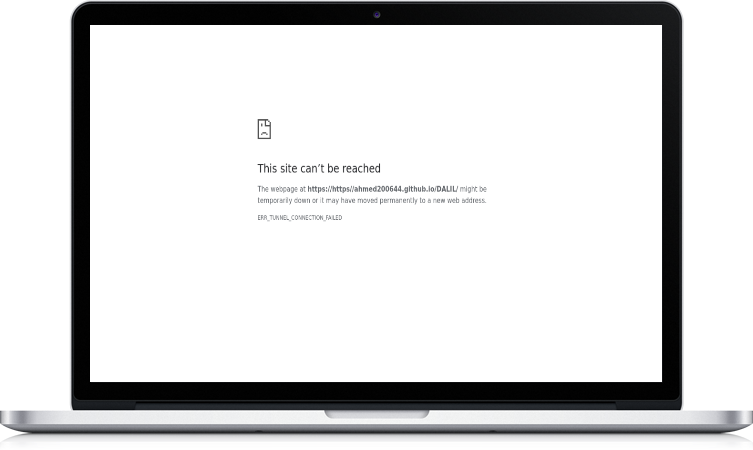 This site can't be reached
The webpage at https://https//ahmed200644.github.io/DALIL/ might be
temporarily down or it may have moved permanently to a new web address.
ERR_TUNNEL_CONNECTION_FAILED